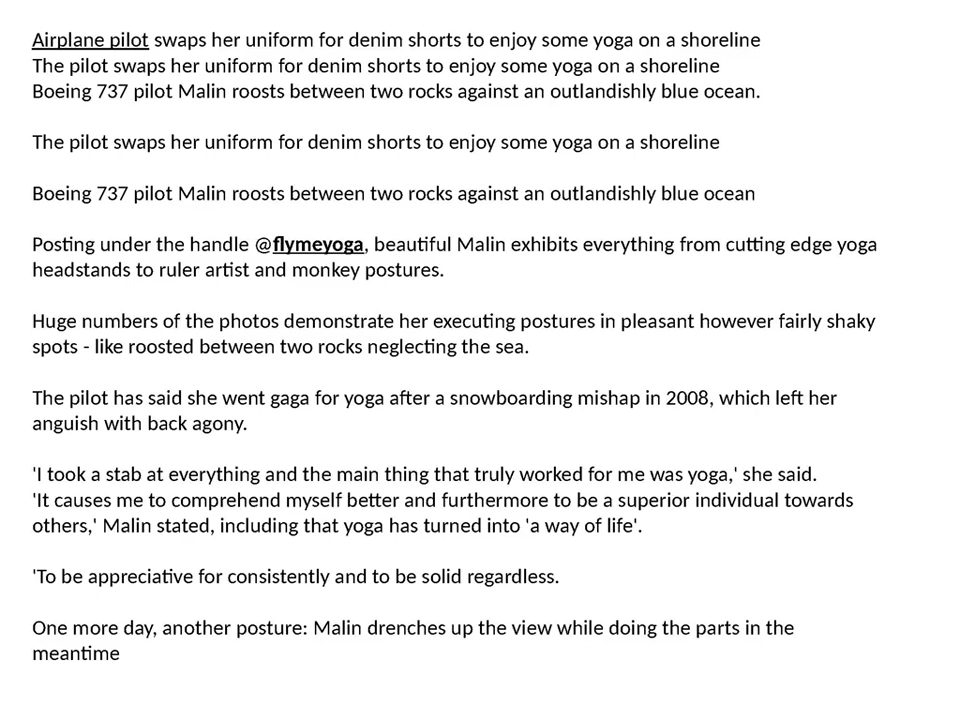 Airplane pilot swaps her uniform for denim shorts to enjoy some yoga on a shoreline
The pilot swaps her uniform for denim shorts to enjoy some yoga on a shoreline
Boeing 737 pilot Malin roosts between two rocks against an outlandishly blue ocean.
The pilot swaps her uniform for denim shorts to enjoy some yoga on a shoreline
Boeing 737 pilot Malin roosts between two rocks against an outlandishly blue ocean
Posting under the handle @flymeyoga, beautiful Malin exhibits everything from cutting edge yoga
headstands to ruler artist and monkey postures.
Huge numbers of the photos demonstrate her executing postures in pleasant however fairly shaky
spots - like roosted between two rocks neglecting the sea.
The pilot has said she went gaga for yoga after a snowboarding mishap in 2008, which left her
anguish with back agony.
'I took a stab at everything and the main thing that truly worked for me was yoga,' she said.
'It causes me to comprehend myself better and furthermore to be a superior individual towards
others,' Malin stated, including that yoga has turned into 'a way of life'.
'To be appreciative for consistently and to be solid regardless.
One more day, another posture: Malin drenches up the view while doing the parts in the
meantime